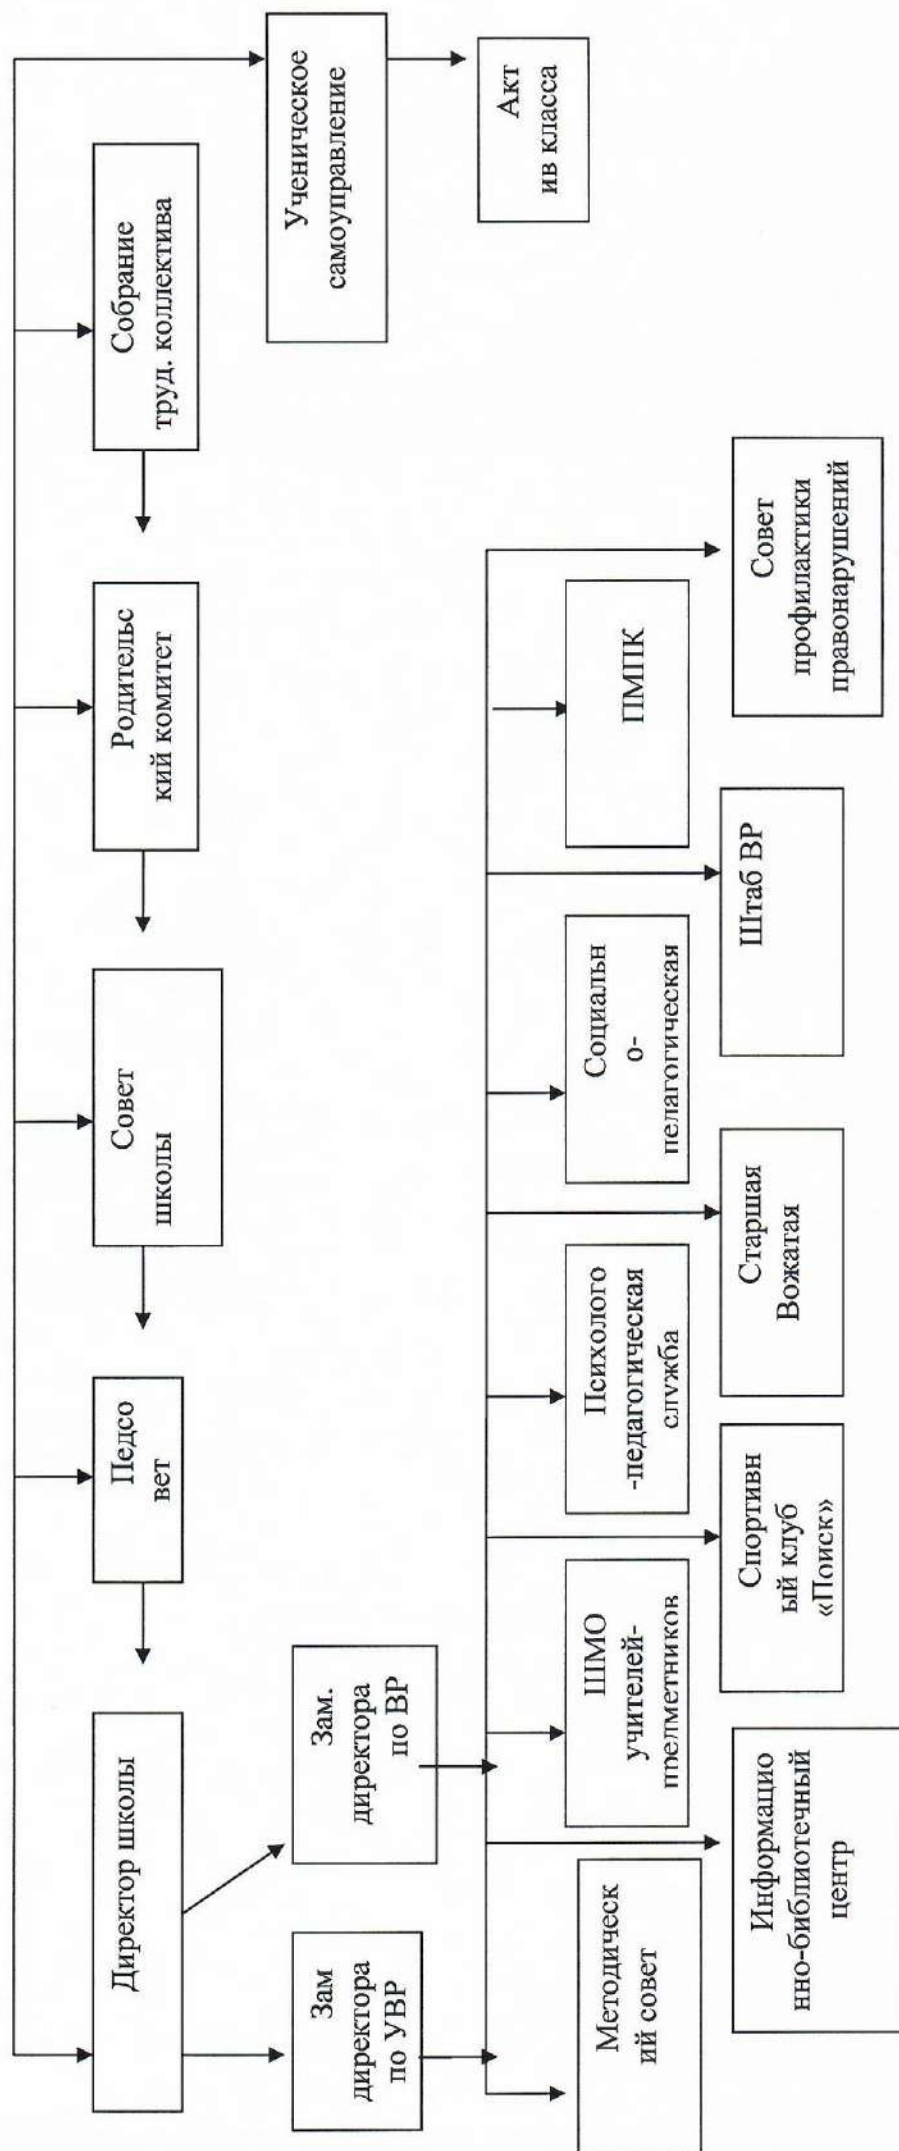 Директор школы
Педсо
вет
Совет
школы
Родительс
кий комитет
Собрание
труд. коллектива
Ученическое
самоуправление
Зам
директора
по УВР
Зам.
директора
по ВР
Акт
ив класса
Методическ
ий совет
ШМО
учителей-
предметников
Психолого
-педагогическая
служба
Социальн
о-
педагогическая
ПМПК
Информацио
нно-библиотечный
центр
Спортивн
ый клуб
«Поиск»
Старшая
Вожатая
Штаб ВР
Совет
профилактики
правонарушений